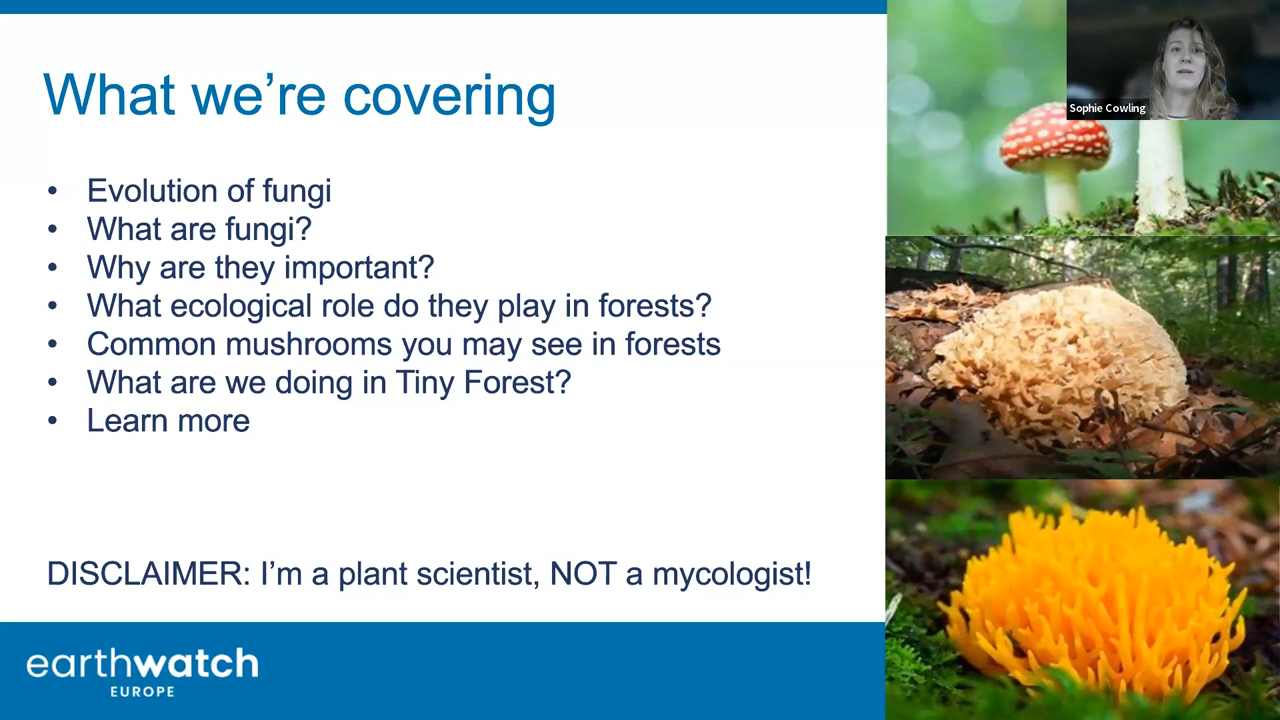 What we’re covering
Sophie Cowling
• Evolution of fungi
• What are fungi?
• Why are they important?
• What ecological role do they play in forests?
• Common mushrooms you may see in forests
• What are we doing in Tiny Forest?
• Learn more
DISCLAIMER: I’m a plant scientist, NOT a mycologist!
earthwatch
EUROPE